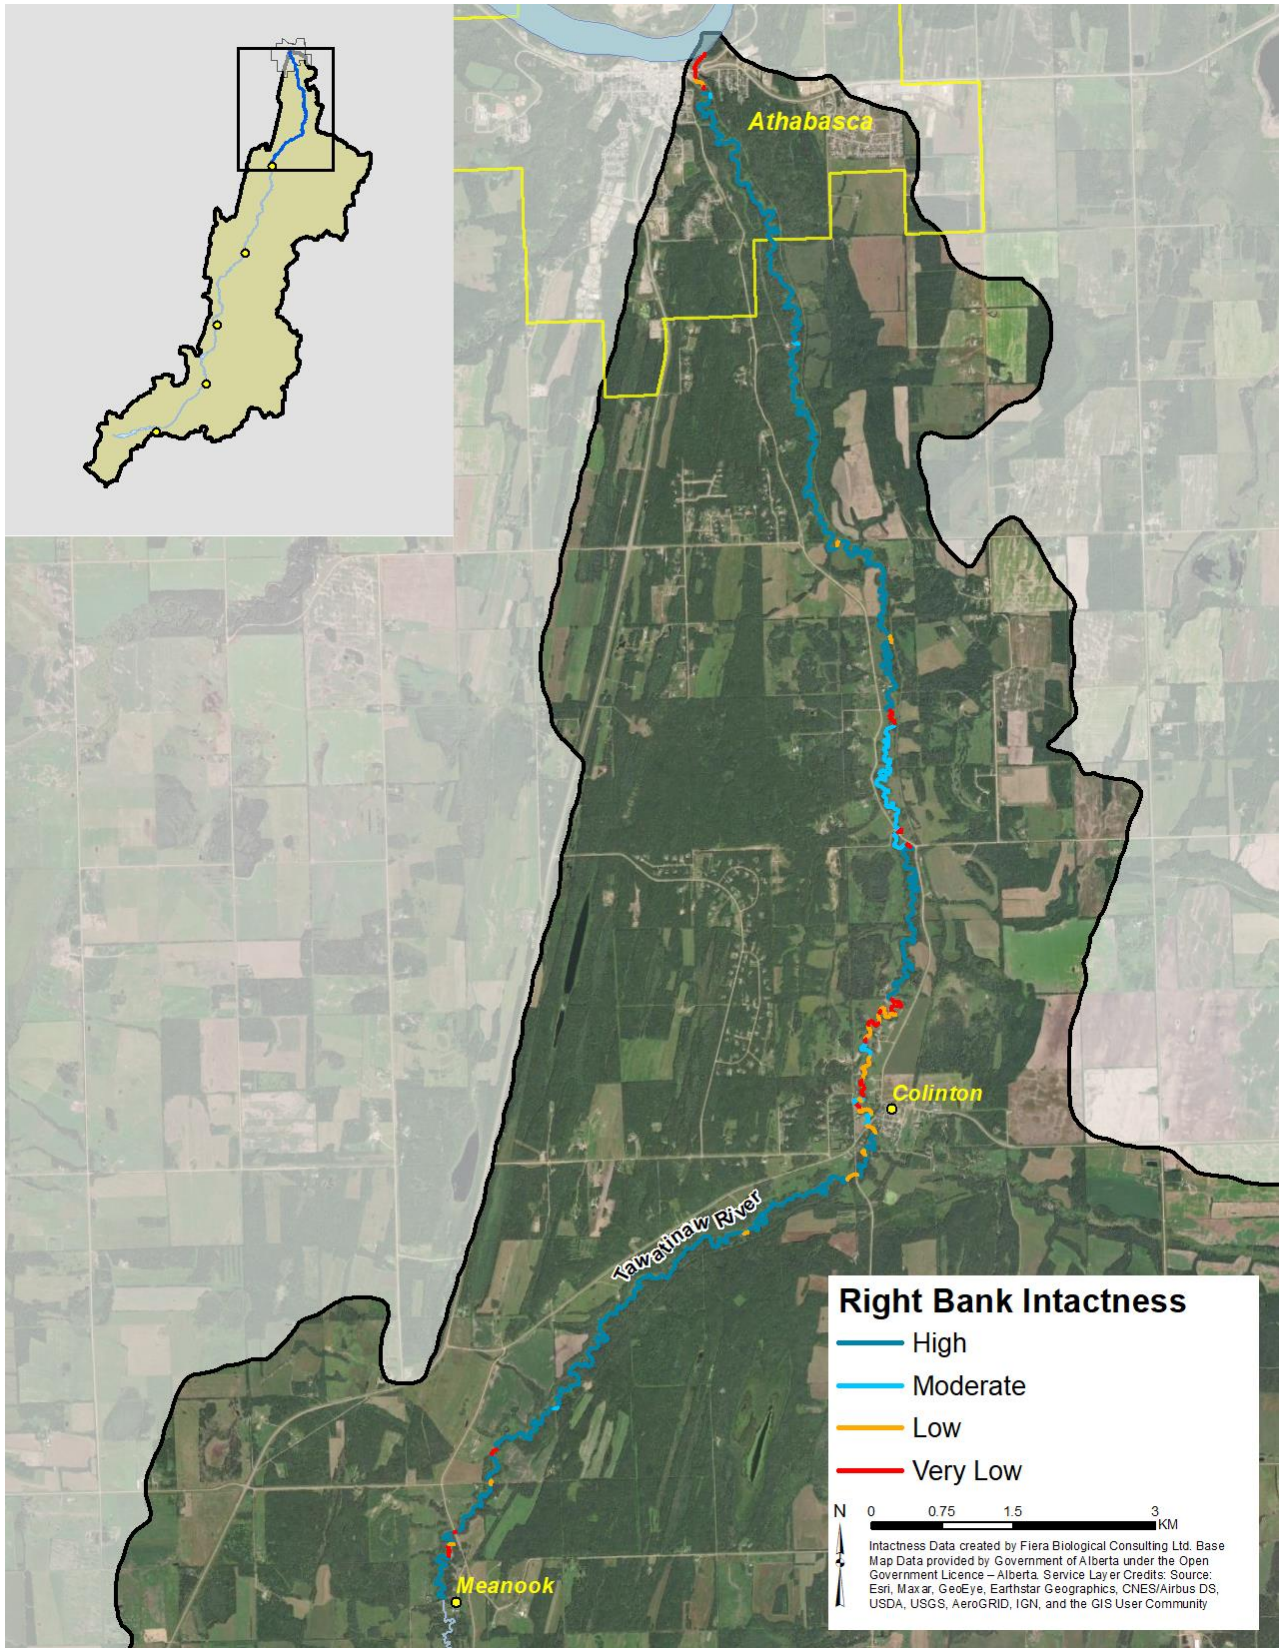 Athabasca
Colinton
Tawatinaw River
Meanook
Right Bank Intactness
High
Moderate
Low
Very Low
N
0 0.75 1.5 3
KM
Intactness Data created by Fiera Biological Consulting Ltd. Base
Map Data provided by Government of Alberta under the Open
Government Licence – Alberta. Service Layer Credits: Source:
Esri, Maxar, GeoEye, Earthstar Geographics, CNES/Airbus DS,
USDA, USGS, AeroGRID, IGN, and the GIS User Community